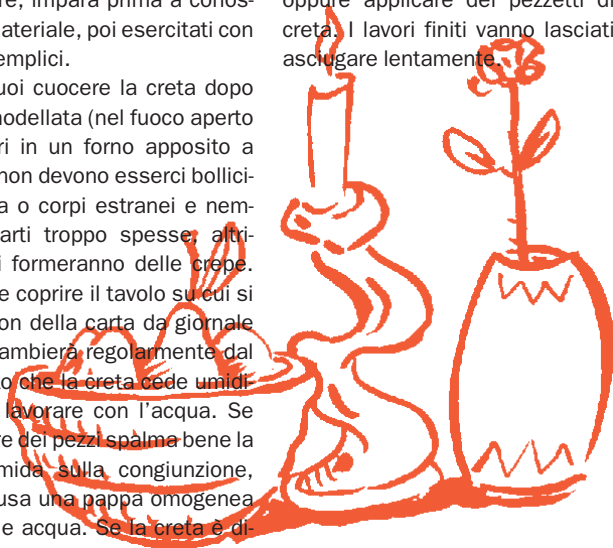 re, impara prima a conos-
ateriale, poi esercitati con
emplici.
uoi cuocere la creta dopo
odellata (nel fuoco aperto
ri in un forno apposito a
non devono esserci bollici-
a o corpi estranei e nem-
arti troppo spesse, altri-
i formeranno delle crepe.
e coprire il tavolo su cui si
on della carta da giornale
ambierà regolarmente dal
o che la creta cede umidi-
lavorare con l’acqua. Se
re dei pezzi spalma bene la
mida sulla congiunzione,
usa una pappa omogenea
e acqua. Se la creta è di-
oppure applicare dei pezzetti di
creta. I lavori finiti vanno lasciati
asciugare lentamente.